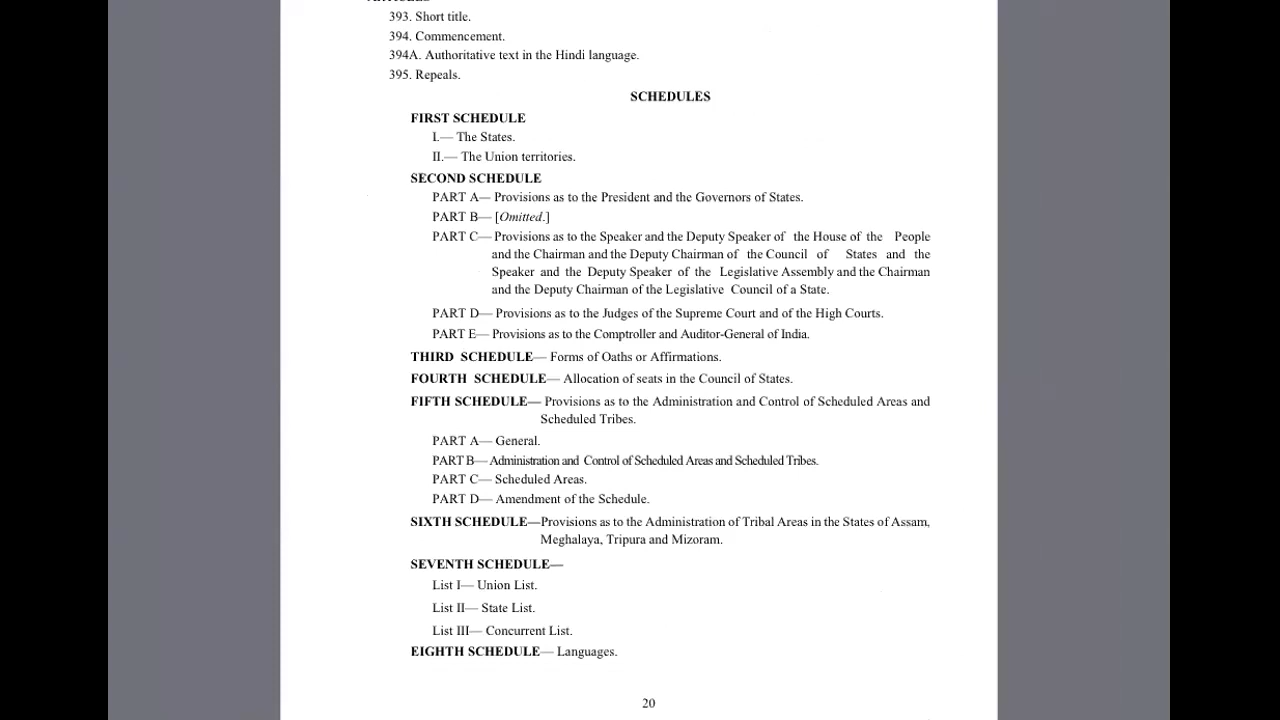 ARTICLES
393. Short title.
394. Commencement.
394A. Authoritative text in the Hindi language.
395. Repeals.
SCHEDULES
FIRST SCHEDULE
I.— The States.
II.— The Union territories.
SECOND SCHEDULE
PART A— Provisions as to the President and the Governors of States.
PART B— [Omitted.]
PART C— Provisions as to the Speaker and the Deputy Speaker of the House of the People
and the Chairman and the Deputy Chairman of the Council of States and the
Speaker and the Deputy Speaker of the Legislative Assembly and the Chairman
and the Deputy Chairman of the Legislative Council of a State.
PART D— Provisions as to the Judges of the Supreme Court and of the High Courts.
PART E— Provisions as to the Comptroller and Auditor-General of India.
THIRD SCHEDULE— Forms of Oaths or Affirmations.
FOURTH SCHEDULE— Allocation of seats in the Council of States.
FIFTH SCHEDULE— Provisions as to the Administration and Control of Scheduled Areas and
Scheduled Tribes.
PART A— General.
PART B— Administration and Control of Scheduled Areas and Scheduled Tribes.
PART C— Scheduled Areas.
PART D— Amendment of the Schedule.
SIXTH SCHEDULE—Provisions as to the Administration of Tribal Areas in the States of Assam,
Meghalaya, Tripura and Mizoram.
SEVENTH SCHEDULE—
List I— Union List.
List II— State List.
List III— Concurrent List.
EIGHTH SCHEDULE— Languages.
20